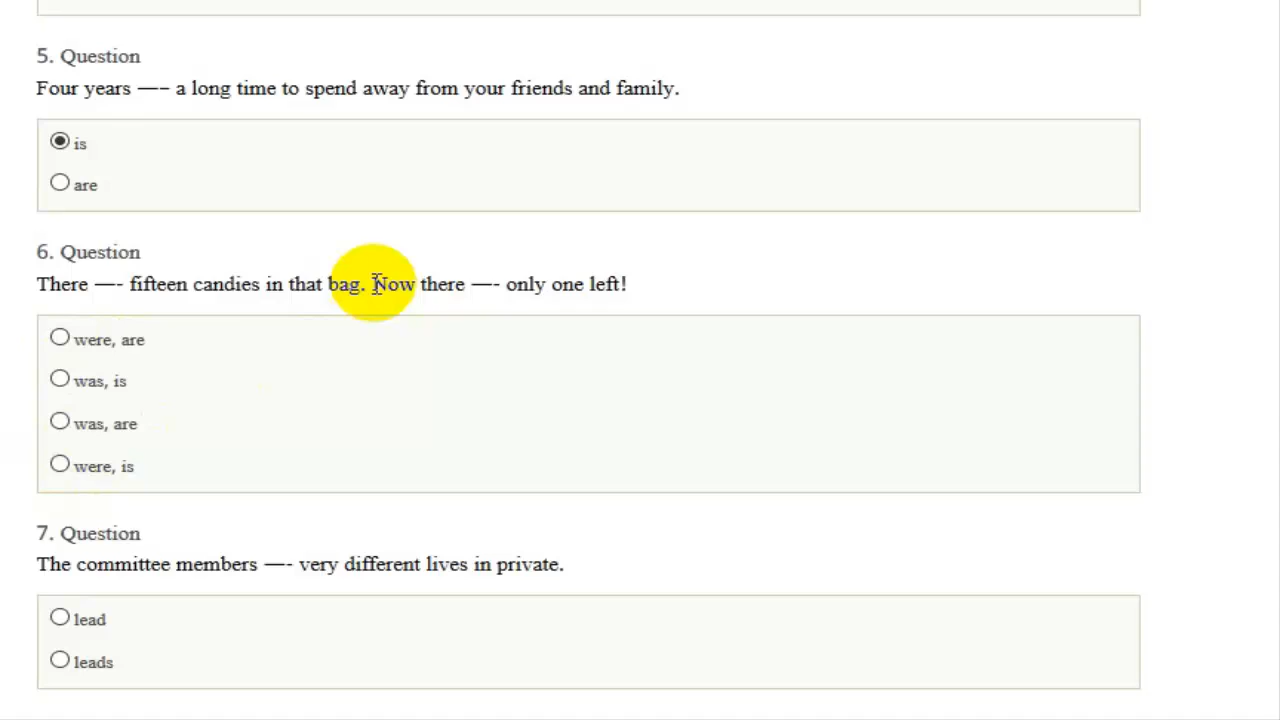 5. Question
Four years —– a long time to spend away from your friends and family.
is
are
6. Question
There —- fifteen candies in that bag. Now there —- only one left!
were, are
was, is
was, are
were, is
7. Question
The committee members —- very different lives in private.
lead
leads